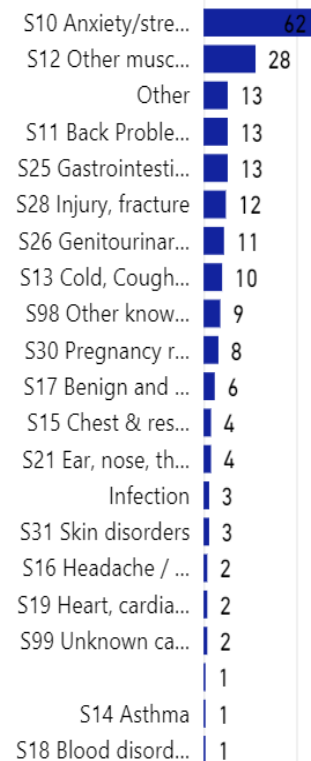 S10 Anxiety/stre... 62
S12 Other musc... 28
Other 13
S11 Back Proble... 13
S25 Gastrointesti... 13
S28 Injury, fracture 12
S26 Genitourinar... 11
S13 Cold, Cough... 10
S98 Other know... 9
S30 Pregnancy r... 8
S17 Benign and ... 6
S15 Chest & res... 4
S21 Ear, nose, th... 4
Infection 3
S31 Skin disorders 3
S16 Headache / ... 2
S19 Heart, cardia... 2
S99 Unknown ca... 2
1
S14 Asthma 1
S18 Blood disord... 1